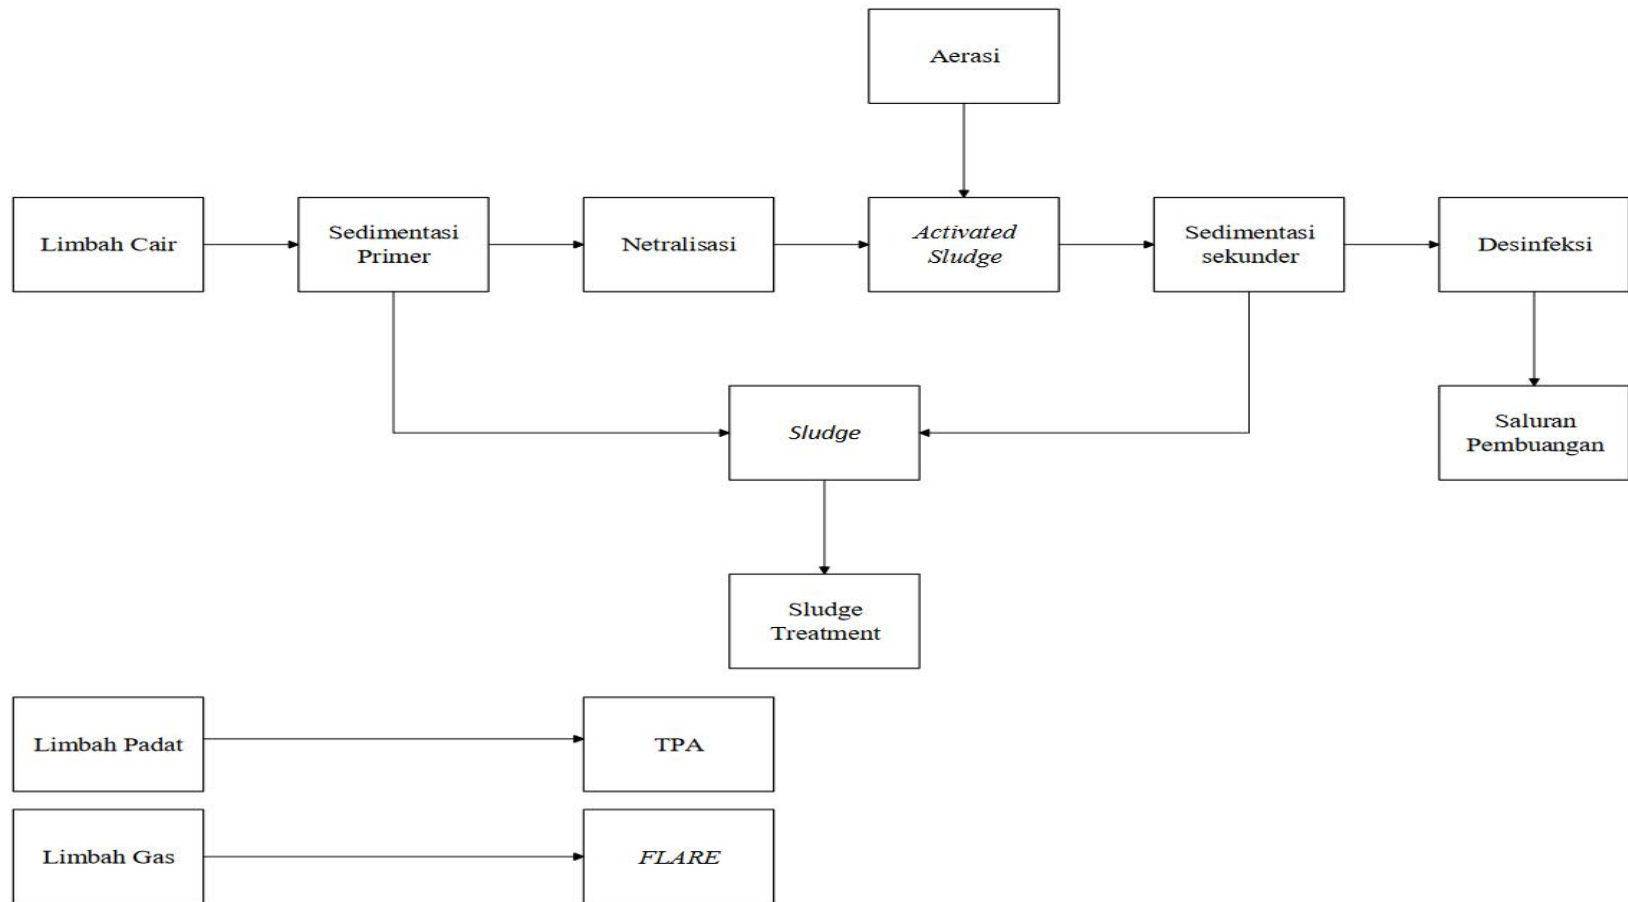 Aerasi
Limbah Cair
Sedimentasi
Primer
Netralisasi
Activated
Sludge
Sedimentasi
sekunder
Desinfeksi
Sludge
Saluran
Pembuangan
Sludge
Treatment
Limbah Padat
TPA
Limbah Gas
FLARE